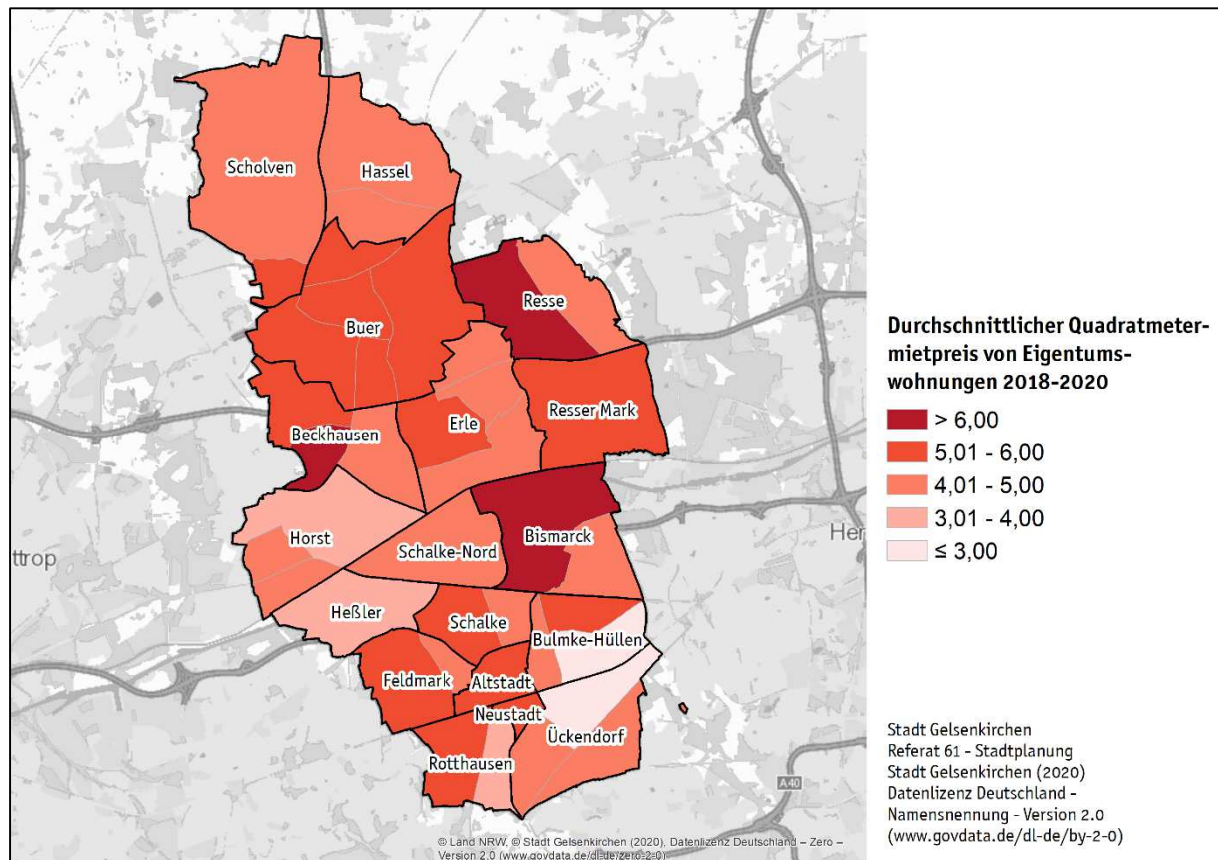 Scholven
Hassel
Resse
Buer
Resser Mark
Erle
Beckhausen
Horst
Schalke-Nord
Bismarck
Her
ttrop
Heßler
Schalke
Bulmke-Hüllen
Feldmark
Altstadt
Neustadt
Ückendorf
Rotthausen
A40
© Land NRW, © Stadt Gelsenkirchen (2020), Datenlizenz Deutschland – Zero –
Version 2.0 (www.govdata.de/dl-de/zero-2-0)
Durchschnittlicher Quadratmeter-
mietpreis von Eigentums-
wohnungen 2018-2020
> 6,00
5,01 - 6,00
4,01 - 5,00
3,01 - 4,00
≤ 3,00
Stadt Gelsenkirchen
Referat 61 - Stadtplanung
Stadt Gelsenkirchen (2020)
Datenlizenz Deutschland -
Namensnennung - Version 2.0
(www.govdata.de/dl-de/by-2-0)